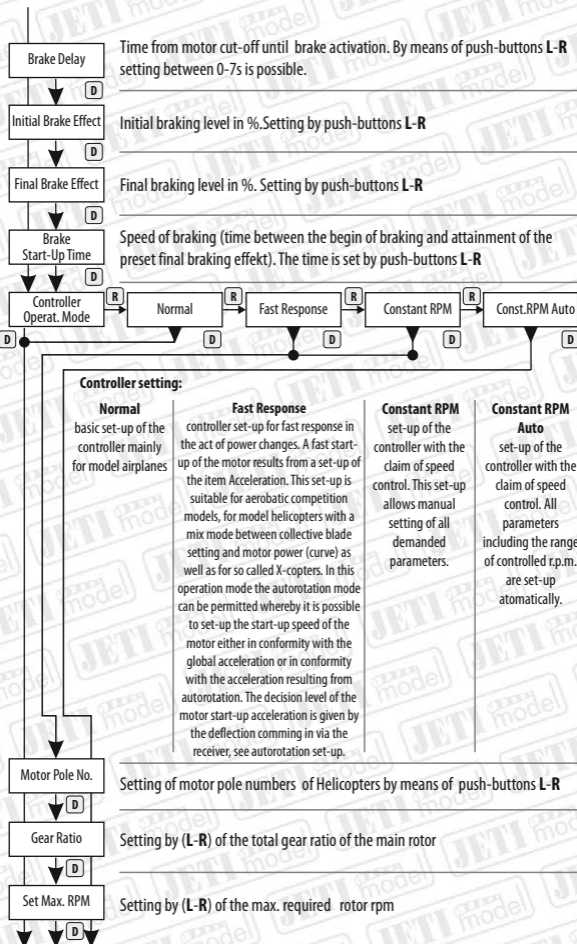 Brake Delay
Time from motor cut-off until brake activation. By means of push-buttons L-R
setting between 0-7s is possible.
D
Initial Brake Effect
Initial braking level in %.Setting by push-buttons L-R
D
Final Brake Effect
Final braking level in %. Setting by push-buttons L-R
D
Brake
Start-Up Time
Speed of braking (time between the begin of braking and attainment of the
preset final braking effekt). The time is set by push-buttons L-R
D
Controller
Operat. Mode
R
Normal
R
Fast Response
R
Constant RPM
R
Const.RPM Auto
D
D
D
D
D
Controller setting:
Normal
basic set-up of the
controller mainly
for model airplanes
Fast Response
controller set-up for fast response in
the act of power changes. A fast start-
up of the motor results from a set-up of
the item Acceleration. This set-up is
suitable for aerobatic competition
models, for model helicopters with a
mix mode between collective blade
setting and motor power (curve) as
well as for so called X-copters. In this
operation mode the autorotation mode
can be permitted whereby it is possible
to set-up the start-up speed of the
motor either in conformity with the
global acceleration or in conformity
with the acceleration resulting from
autorotation. The decision level of the
motor start-up acceleration is given by
the deflection comming in via the
receiver, see autorotation set-up.
Constant RPM
set-up of the
controller with the
claim of speed
control. This set-up
allows manual
setting of all
demanded
parameters.
Constant RPM
Auto
set-up of the
controller with the
claim of speed
control. All
parameters
including the range
of controlled r.p.m.
are set-up
atomatically.
Motor Pole No.
Setting of motor pole numbers of Helicopters by means of push-buttons L-R
D
Gear Ratio
Setting by (L-R) of the total gear ratio of the main rotor
D
Set Max. RPM
Setting by (L-R) of the max. required rotor rpm
D